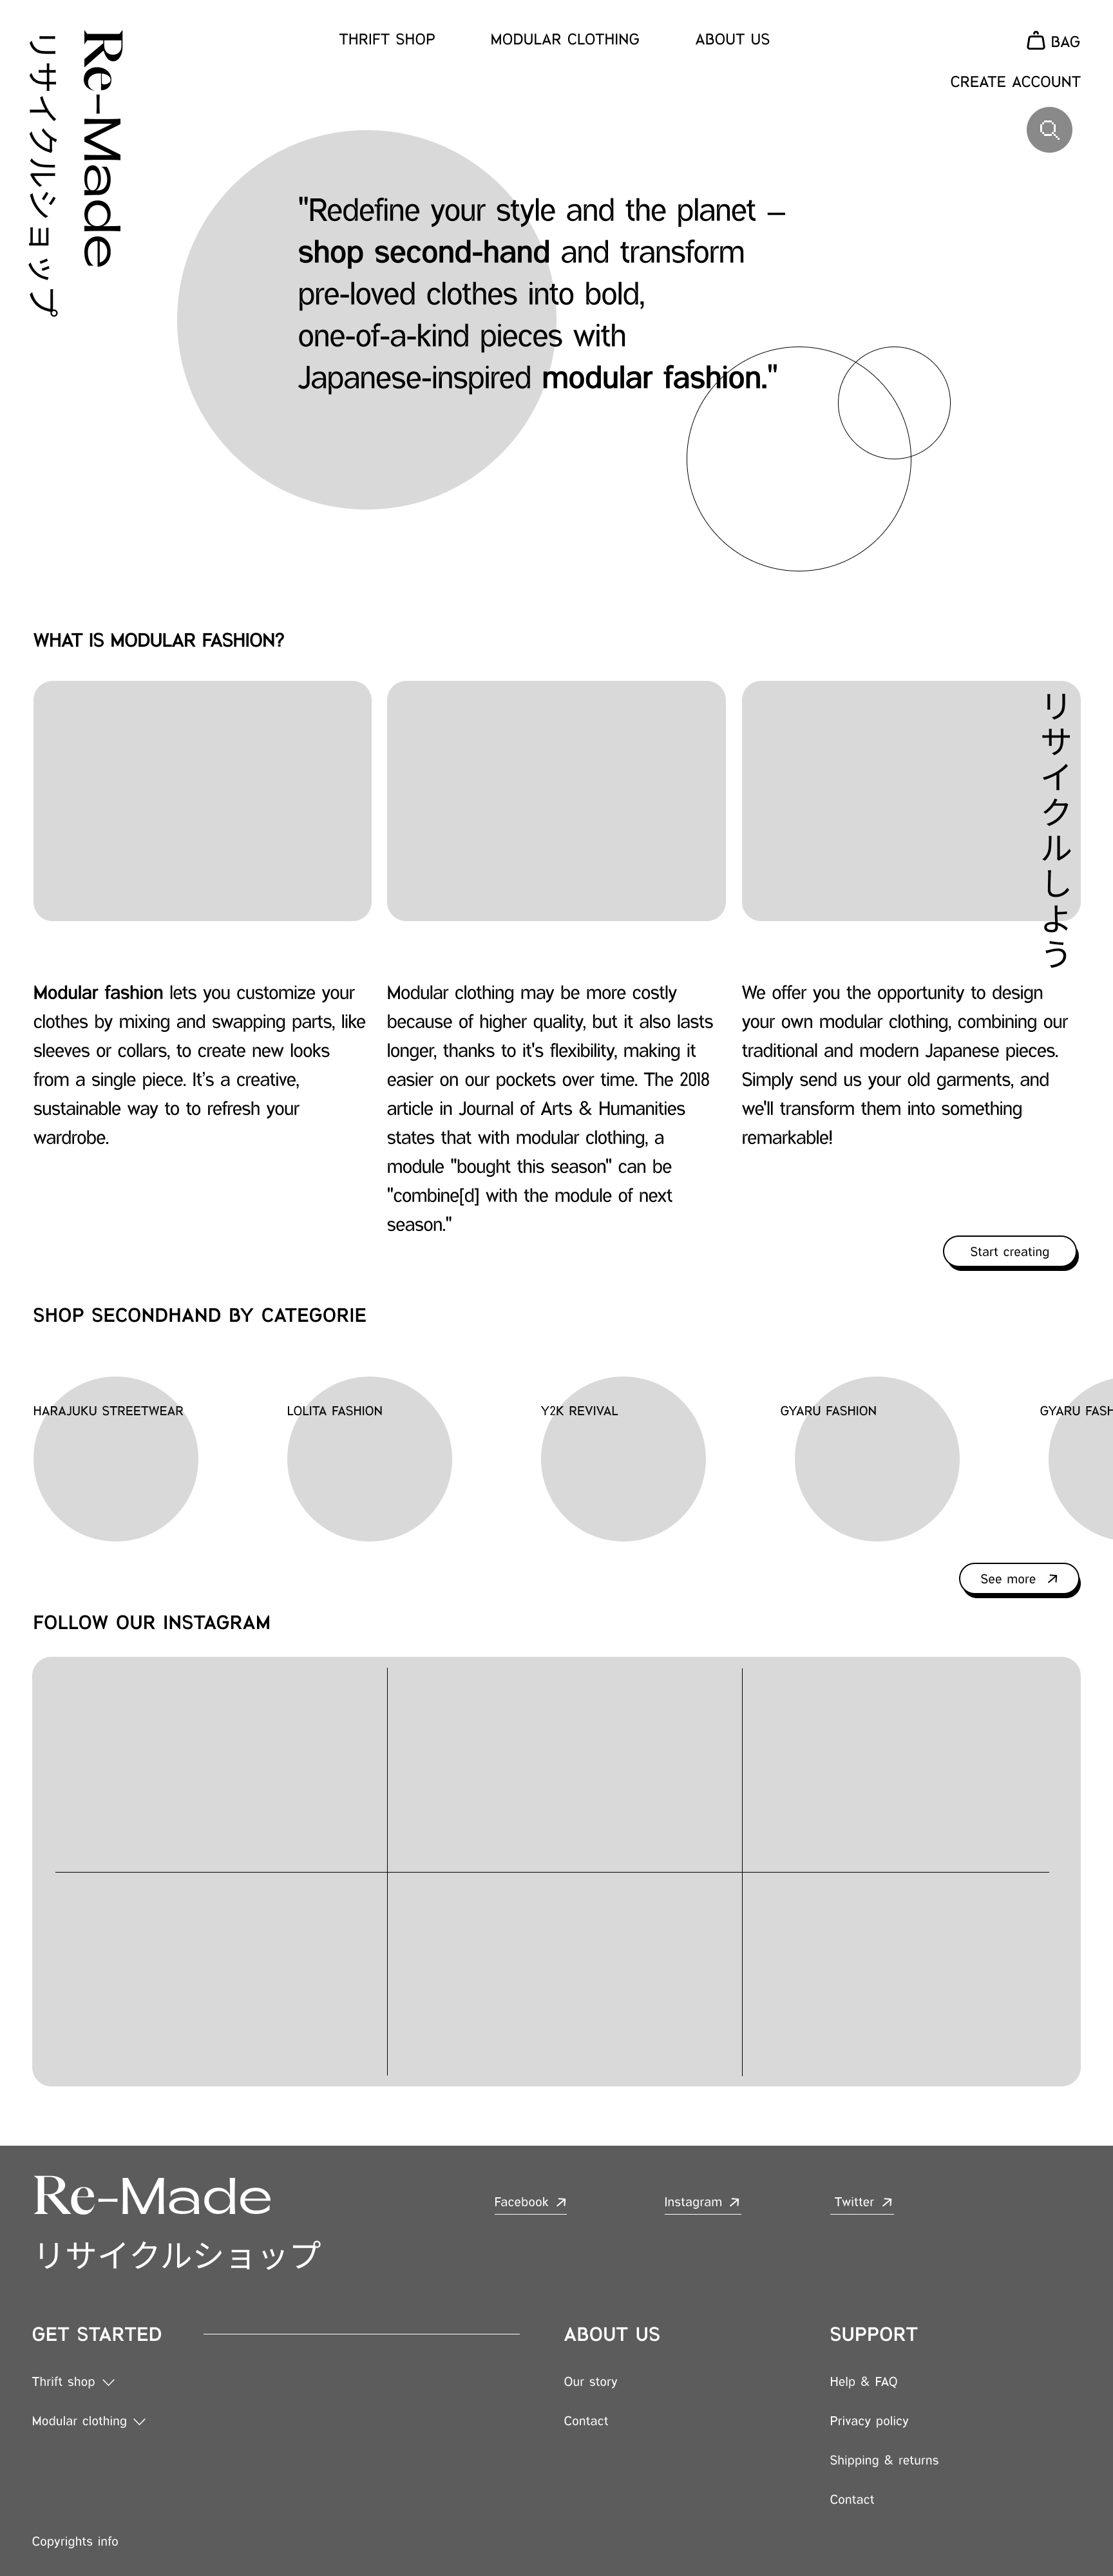 Re-Made
リサイクルショップ
THRIFT SHOP
MODULAR CLOTHING
ABOUT US
BAG
CREATE ACCOUNT
"Redefine your style and the planet –
shop second-hand and transform
pre-loved clothes into bold,
one-of-a-kind pieces with
Japanese-inspired modular fashion."
WHAT IS MODULAR FASHION?
リサイクルしよう
Modular fashion lets you customize your
clothes by mixing and swapping parts, like
sleeves or collars, to create new looks
from a single piece. It’s a creative,
sustainable way to to refresh your
wardrobe.
Modular clothing may be more costly
because of higher quality, but it also lasts
longer, thanks to it's flexibility, making it
easier on our pockets over time. The 2018
article in Journal of Arts & Humanities
states that with modular clothing, a
module "bought this season" can be
"combine[d] with the module of next
season."
We offer you the opportunity to design
your own modular clothing, combining our
traditional and modern Japanese pieces.
Simply send us your old garments, and
we'll transform them into something
remarkable!
Start creating
SHOP SECONDHAND BY CATEGORIE
HARAJUKU STREETWEAR
LOLITA FASHION
Y2K REVIVAL
GYARU FASHION
GYARU FASH
See more
FOLLOW OUR INSTAGRAM
Re-Made
リサイクルショップ
Facebook
Instagram
Twitter
GET STARTED
Thrift shop
Modular clothing
ABOUT US
Our story
Contact
SUPPORT
Help & FAQ
Privacy policy
Shipping & returns
Contact
Copyrights info